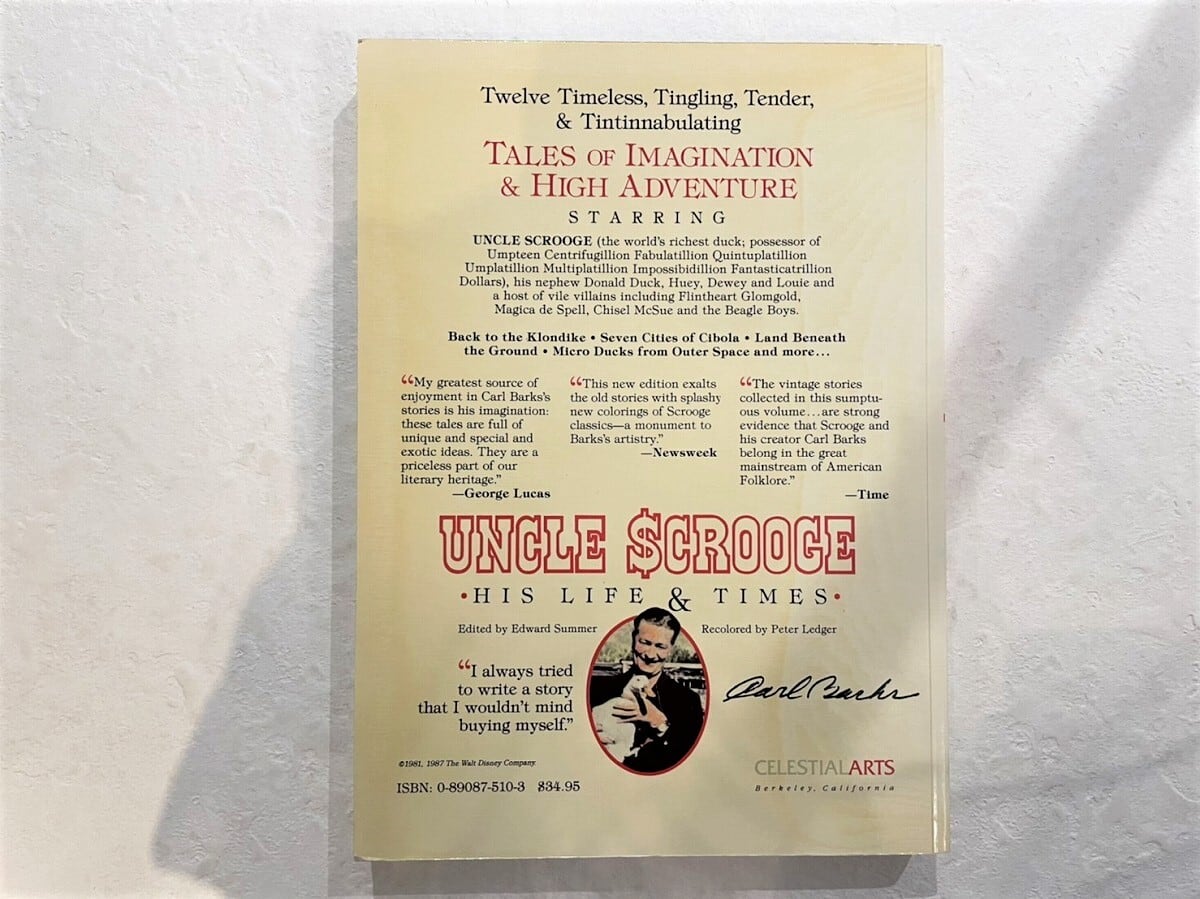 Twelve Timeless, Tingling, Tender,
& Tintinnabulating
TALES OF IMAGINATION
& HIGH ADVENTURE
STARRING
UNCLE SCROOGE (the world's richest duck; possessor of
Umpteen Centrifugillion Fabulatillion Quintuplatillion
Umplatillion Multiplatillion Impossibidillion Fantasticatrillion
Dollars), his nephew Donald Duck, Huey, Dewey and Louie and
a host of vile villains including Flintheart Glomgold,
Magica de Spell, Chisel McSue and the Beagle Boys.
Back to the Klondike • Seven Cities of Cibola • Land Beneath
the Ground • Micro Ducks from Outer Space and more...
“My greatest source of
enjoyment in Carl Barks's
stories is his imagination:
these tales are full of
unique and special and
exotic ideas. They are a
priceless part of our
literary heritage.”
—George Lucas
“This new edition exalts
the old stories with splashy
new colorings of Scrooge
classics—a monument to
Barks's artistry.”
—Newsweek
“The vintage stories
collected in this sumptu-
ous volume...are strong
evidence that Scrooge and
his creator Carl Barks
belong in the great
mainstream of American
Folklore.”
—Time
UNCLE $CROOGE
•HIS LIFE & TIMES•
Edited by Edward Summer
Recolored by Peter Ledger
“I always tried
to write a story
that I wouldn't mind
buying myself.”
Carl Barks
©1981, 1987 The Walt Disney Company.
ISBN: 0-89087-510-3 $34.95
CELESTIALARTS
Berkeley, California